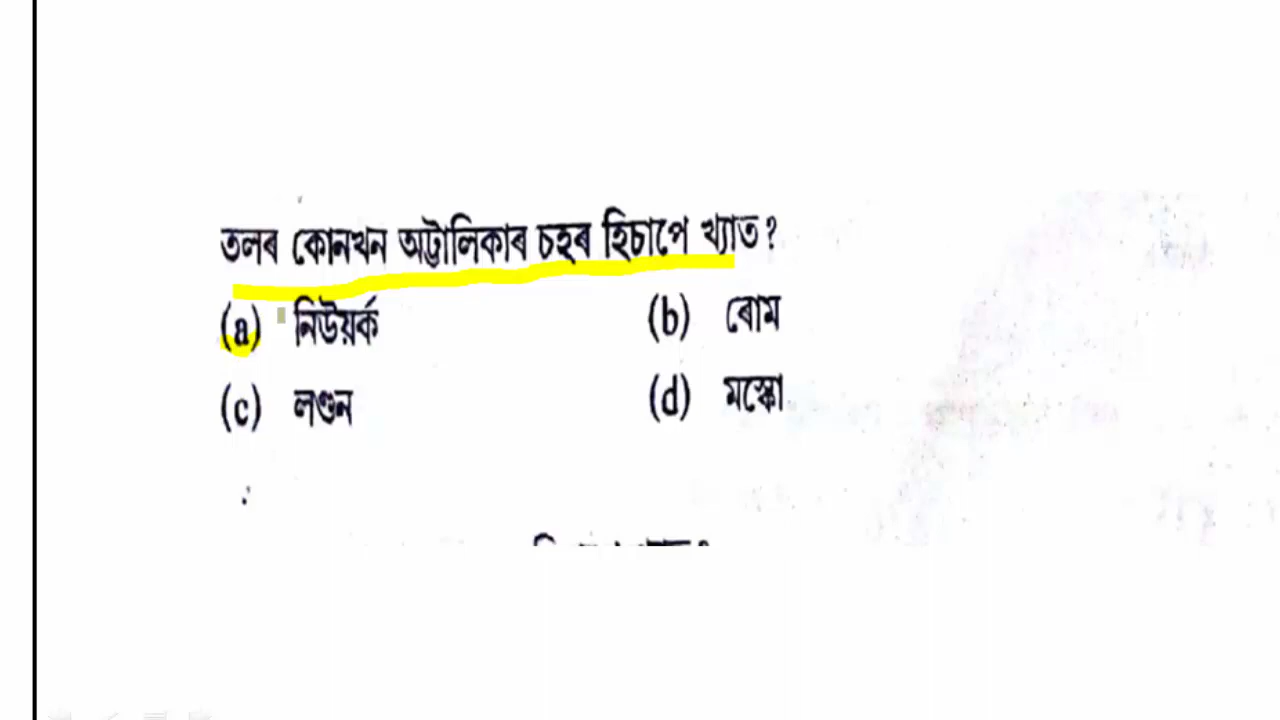 তলৰ কোনখন অট্টালিকাৰ চহৰ হিচাপে খ্যাত?
(a) নিউয়ৰ্ক (b) ৰোম
(c) লণ্ডন (d) মস্কো